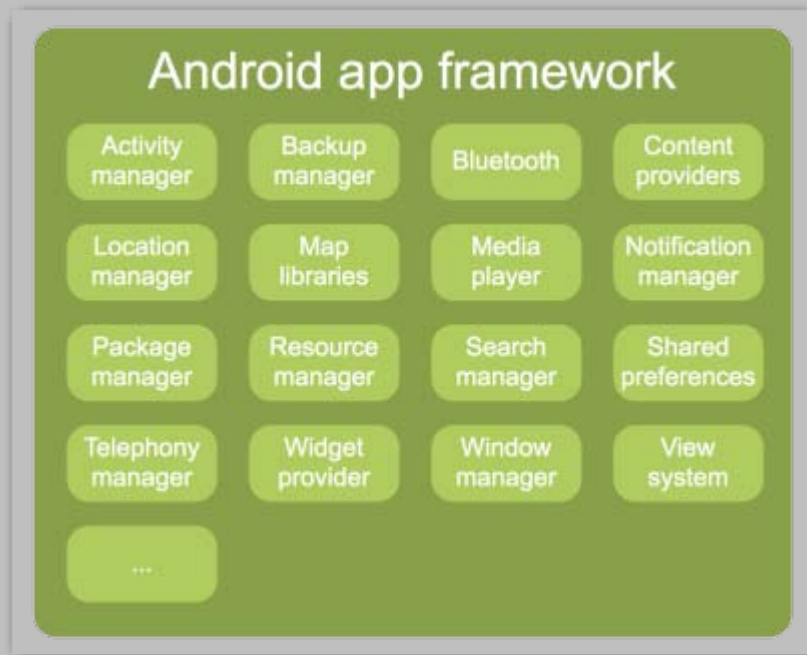 Android app framework
Activity
manager
Backup
manager
Bluetooth
Content
providers
Location
manager
Map
libraries
Media
player
Notification
manager
Package
manager
Resource
manager
Search
manager
Shared
preferences
Telephony
manager
Widget
provider
Window
manager
View
system
...